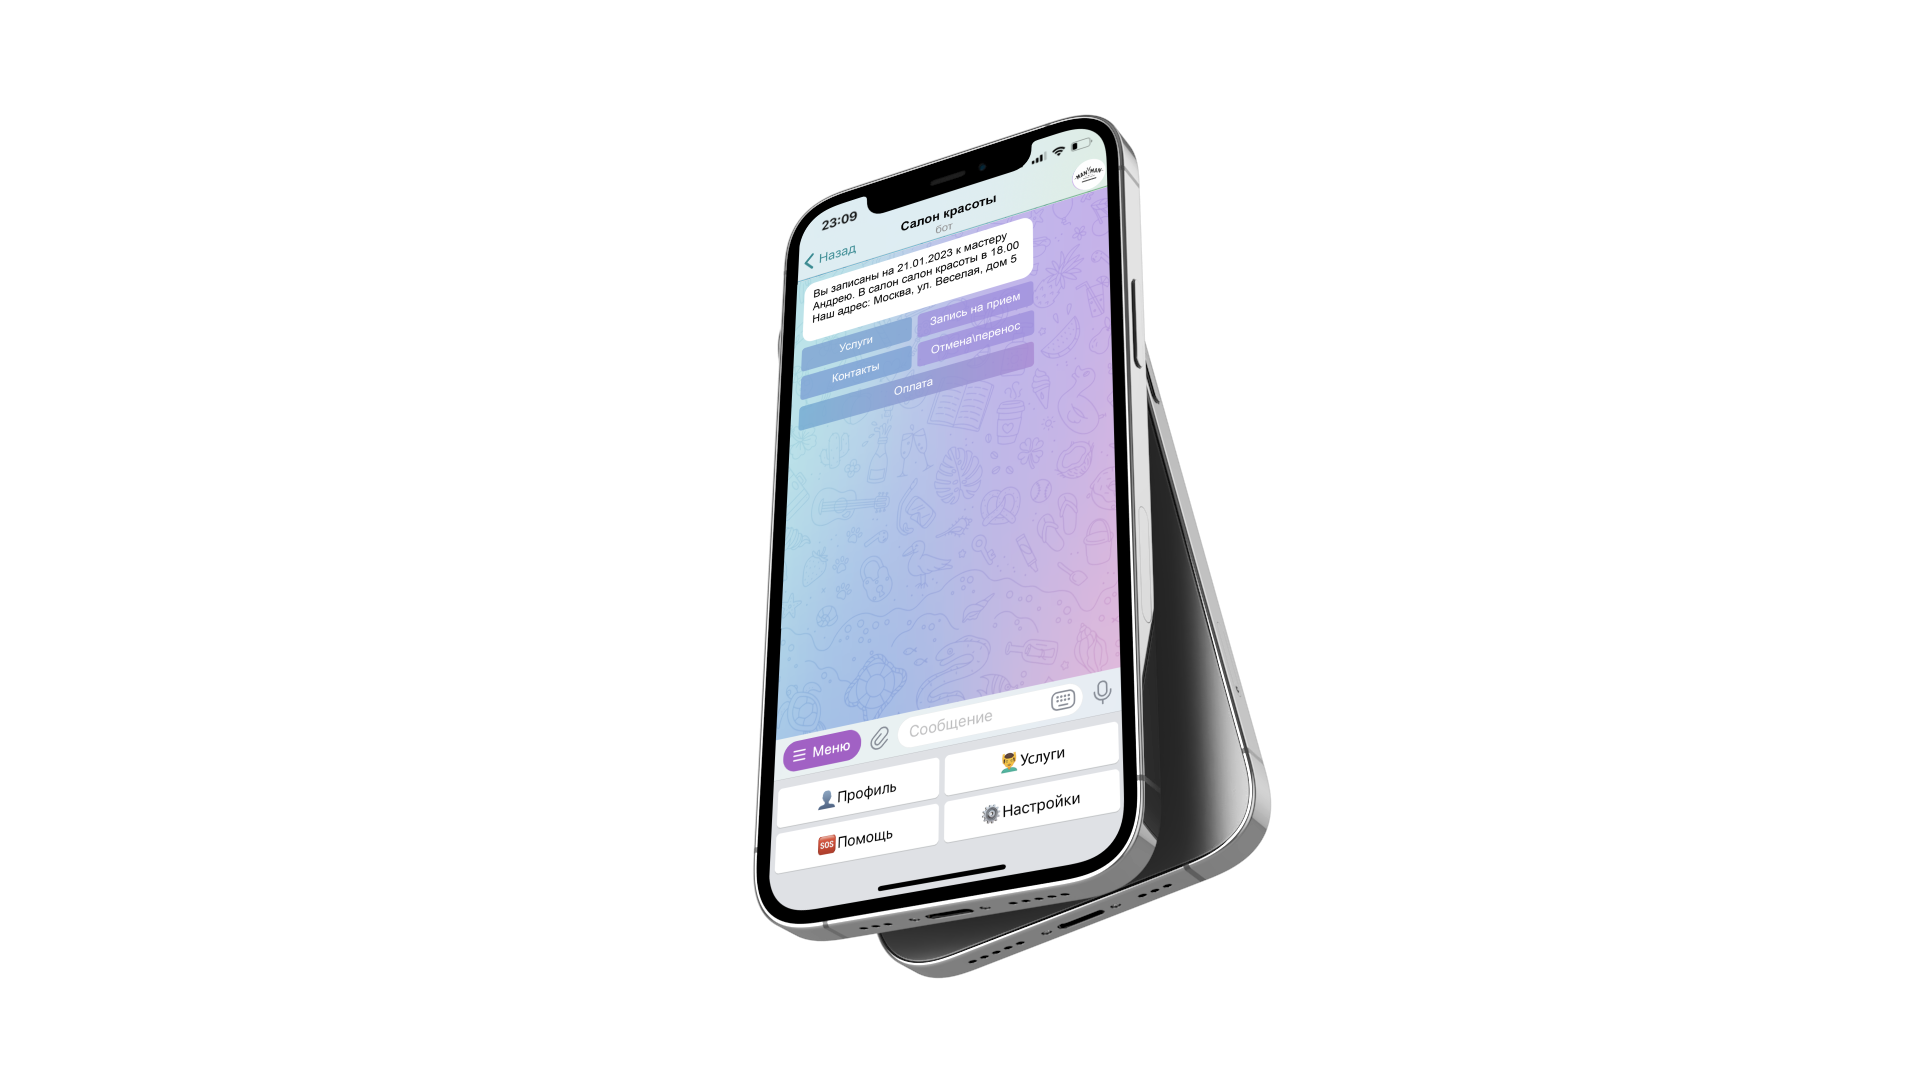 23:09
Назад
Салон красоты
бот
MAN MAN
Вы записаны на 21.01.2023 к мастеру
Андрею. В салон салон красоты в 18.00
Наш адрес: Москва, ул. Веселая, дом 5
Услуги
Запись на прием
Контакты
Отмена\перенос
Оплата
Меню
Сообщение
Профиль
Услуги
SOS Помощь
Настройки